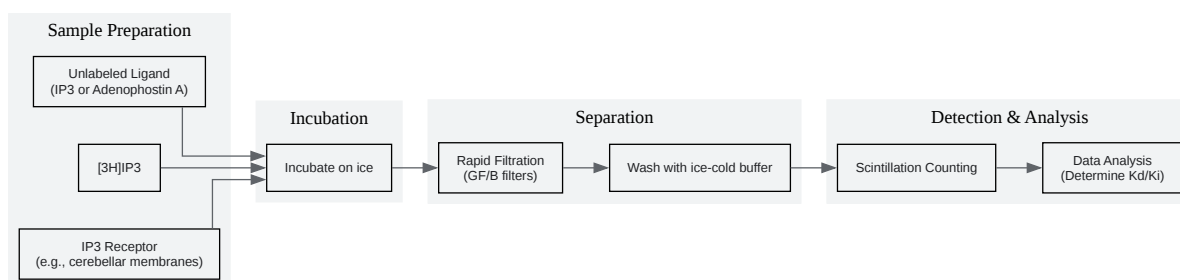 Sample Preparation
Unlabeled Ligand
(IP3 or Adenophostin A)
[3H]IP3
IP3 Receptor
(e.g., cerebellar membranes)
Incubation
Incubate on ice
Separation
Rapid Filtration
(GF/B filters)
Wash with ice-cold buffer
Detection & Analysis
Scintillation Counting
Data Analysis
(Determine Kd/Ki)